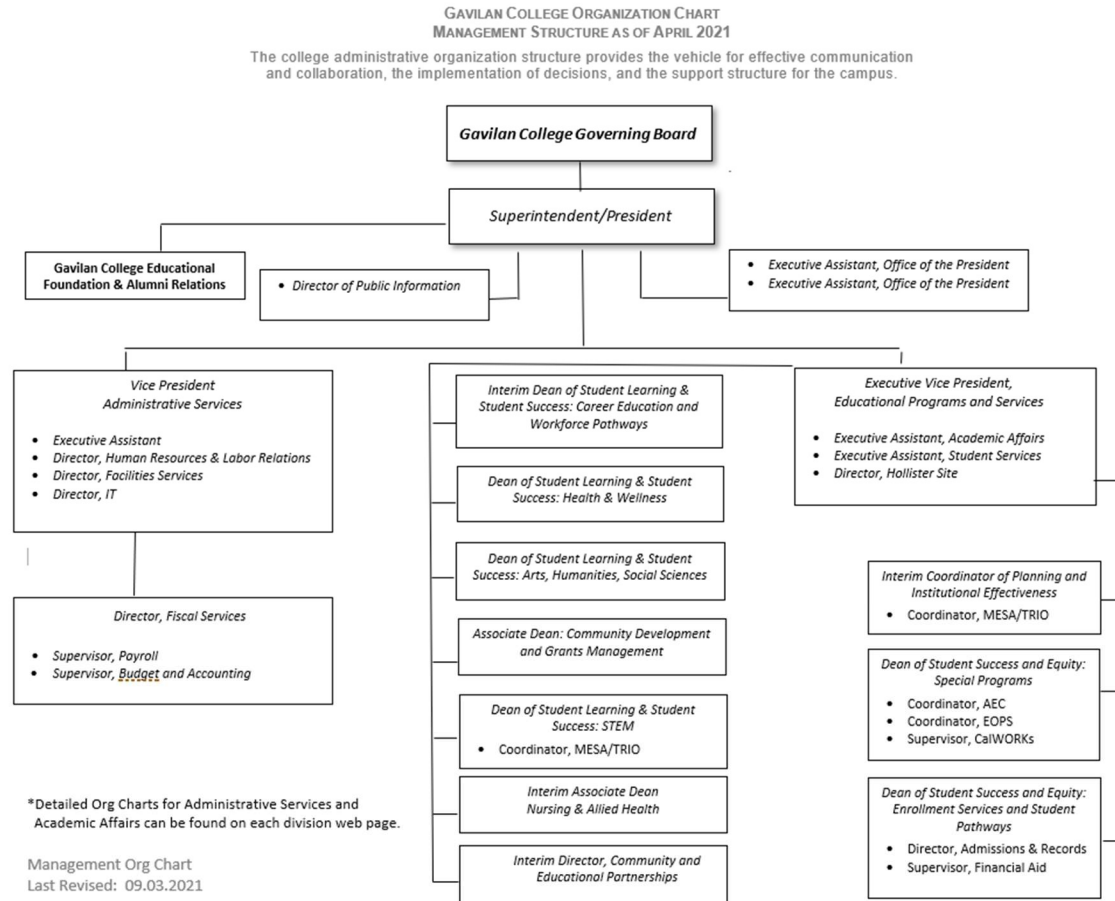 GAVILAN COLLEGE ORGANIZATION CHART
MANAGEMENT STRUCTURE AS OF APRIL 2021
The college administrative organization structure provides the vehicle for effective communication
and collaboration, the implementation of decisions, and the support structure for the campus.
Gavilan College Governing Board
Superintendent/President
Gavilan College Educational
Foundation & Alumni Relations
• Director of Public Information
• Executive Assistant, Office of the President
• Executive Assistant, Office of the President
Vice President
Administrative Services
• Executive Assistant
• Director, Human Resources & Labor Relations
• Director, Facilities Services
• Director, IT
Director, Fiscal Services
• Supervisor, Payroll
• Supervisor, Budget and Accounting
Interim Dean of Student Learning &
Student Success: Career Education and
Workforce Pathways
Dean of Student Learning & Student
Success: Health & Wellness
Dean of Student Learning & Student
Success: Arts, Humanities, Social Sciences
Associate Dean: Community Development
and Grants Management
Dean of Student Learning & Student
Success: STEM
• Coordinator, MESA/TRIO
Interim Associate Dean
Nursing & Allied Health
Interim Director, Community and
Educational Partnerships
Executive Vice President,
Educational Programs and Services
• Executive Assistant, Academic Affairs
• Executive Assistant, Student Services
• Director, Hollister Site
Interim Coordinator of Planning and
Institutional Effectiveness
• Coordinator, MESA/TRIO
Dean of Student Success and Equity:
Special Programs
• Coordinator, AEC
• Coordinator, EOPS
• Supervisor, CalWORKs
Dean of Student Success and Equity:
Enrollment Services and Student
Pathways
• Director, Admissions & Records
• Supervisor, Financial Aid
*Detailed Org Charts for Administrative Services and
Academic Affairs can be found on each division web page.
Management Org Chart
Last Revised: 09.03.2021